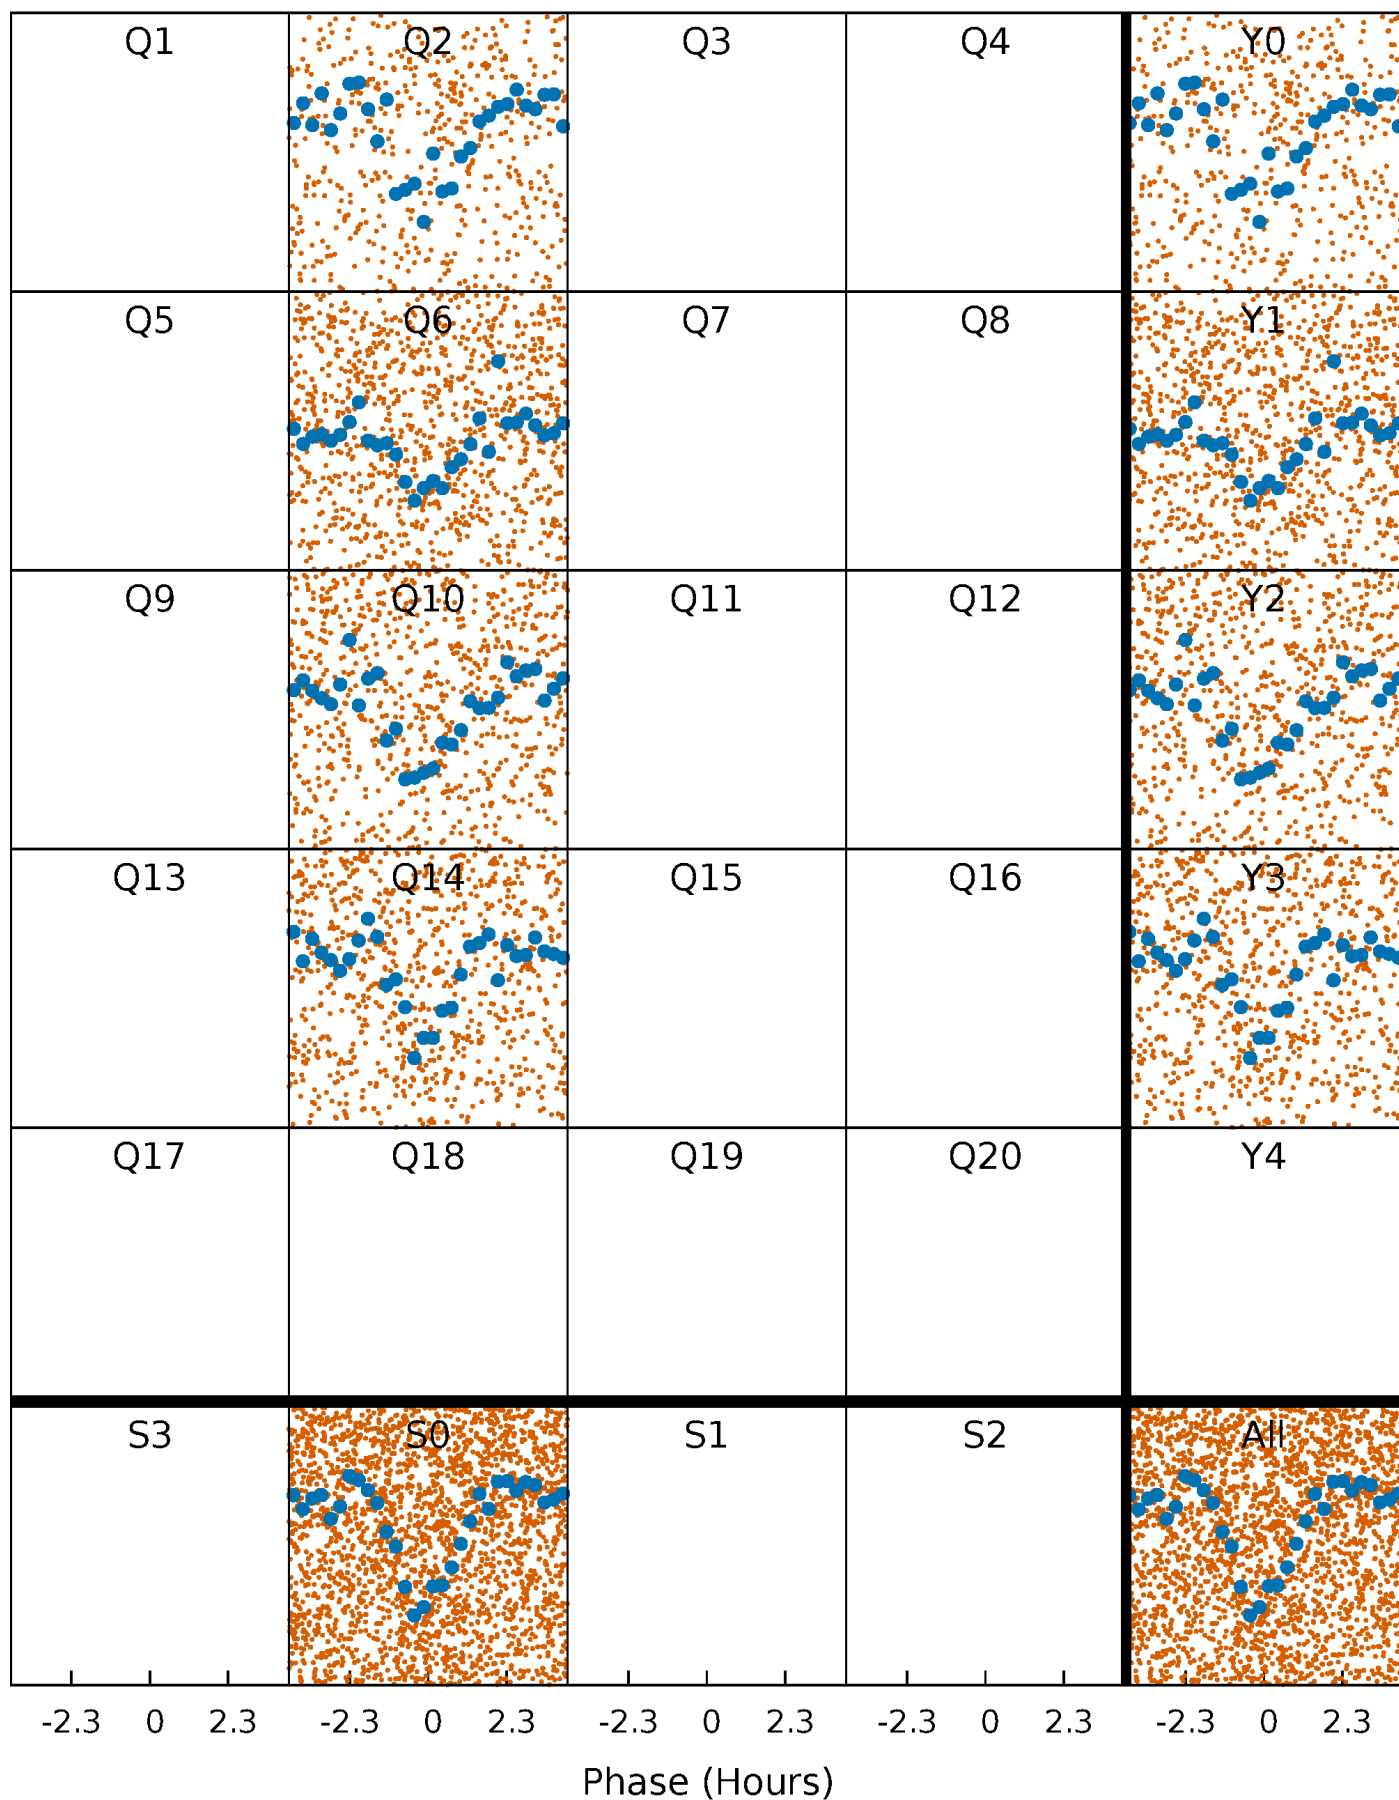 Q1 Q2 Q3 Q4 Y0
Q5 Q6 Q7 Q8 Y1
Q9 Q10 Q11 Q12 Y2
Q13 Q14 Q15 Q16 Y3
Q17 Q18 Q19 Q20 Y4
S3 S0 S1 S2 All
-2.3 0 2.3 -2.3 0 2.3 -2.3 0 2.3 -2.3 0 2.3 -2.3 0 2.3
Phase (Hours)